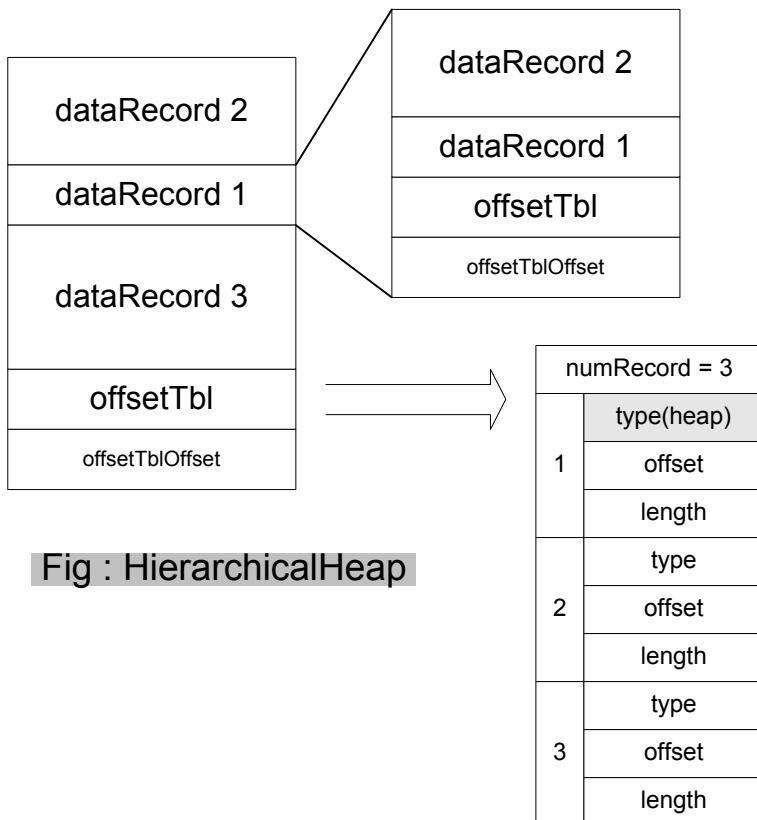 dataRecord 2
dataRecord 1
dataRecord 3
offsetTbl
offsetTblOffset
dataRecord 2
dataRecord 1
offsetTbl
offsetTblOffset
numRecord = 3
1
type(heap)
offset
length
2
type
offset
length
3
type
offset
length
Fig : HierarchicalHeap